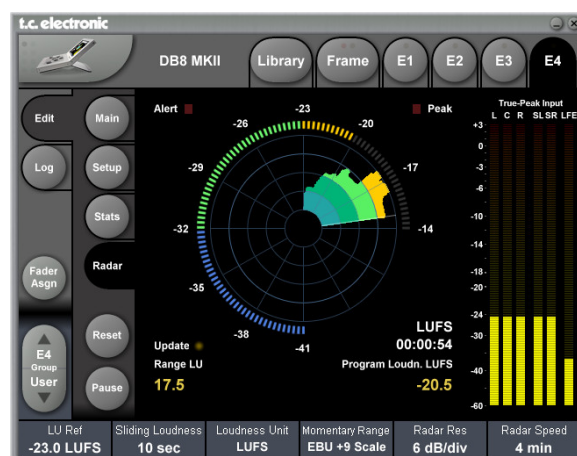 t.c. electronic
DB8 MKII
Library
Frame
E1
E2
E3
E4
Edit
Log
Fader
Asgn
E4
Group
User
Main
Setup
Stats
Radar
Reset
Pause
Alert
Peak
-23
-26
-20
-29
-17
-32
-14
-35
-38
-41
Update
LUFS
00:00:54
Range LU
Program Loudn. LUFS
17.5
-20.5
True-Peak Input
L C R SL SR LFE
+3
0
-3
-6
-10
-14
-18
-20
-24
-30
-40
-60
LU Ref
-23.0 LUFS
Sliding Loudness
10 sec
Loudness Unit
LUFS
Momentary Range
EBU +9 Scale
Radar Res
6 dB/div
Radar Speed
4 min